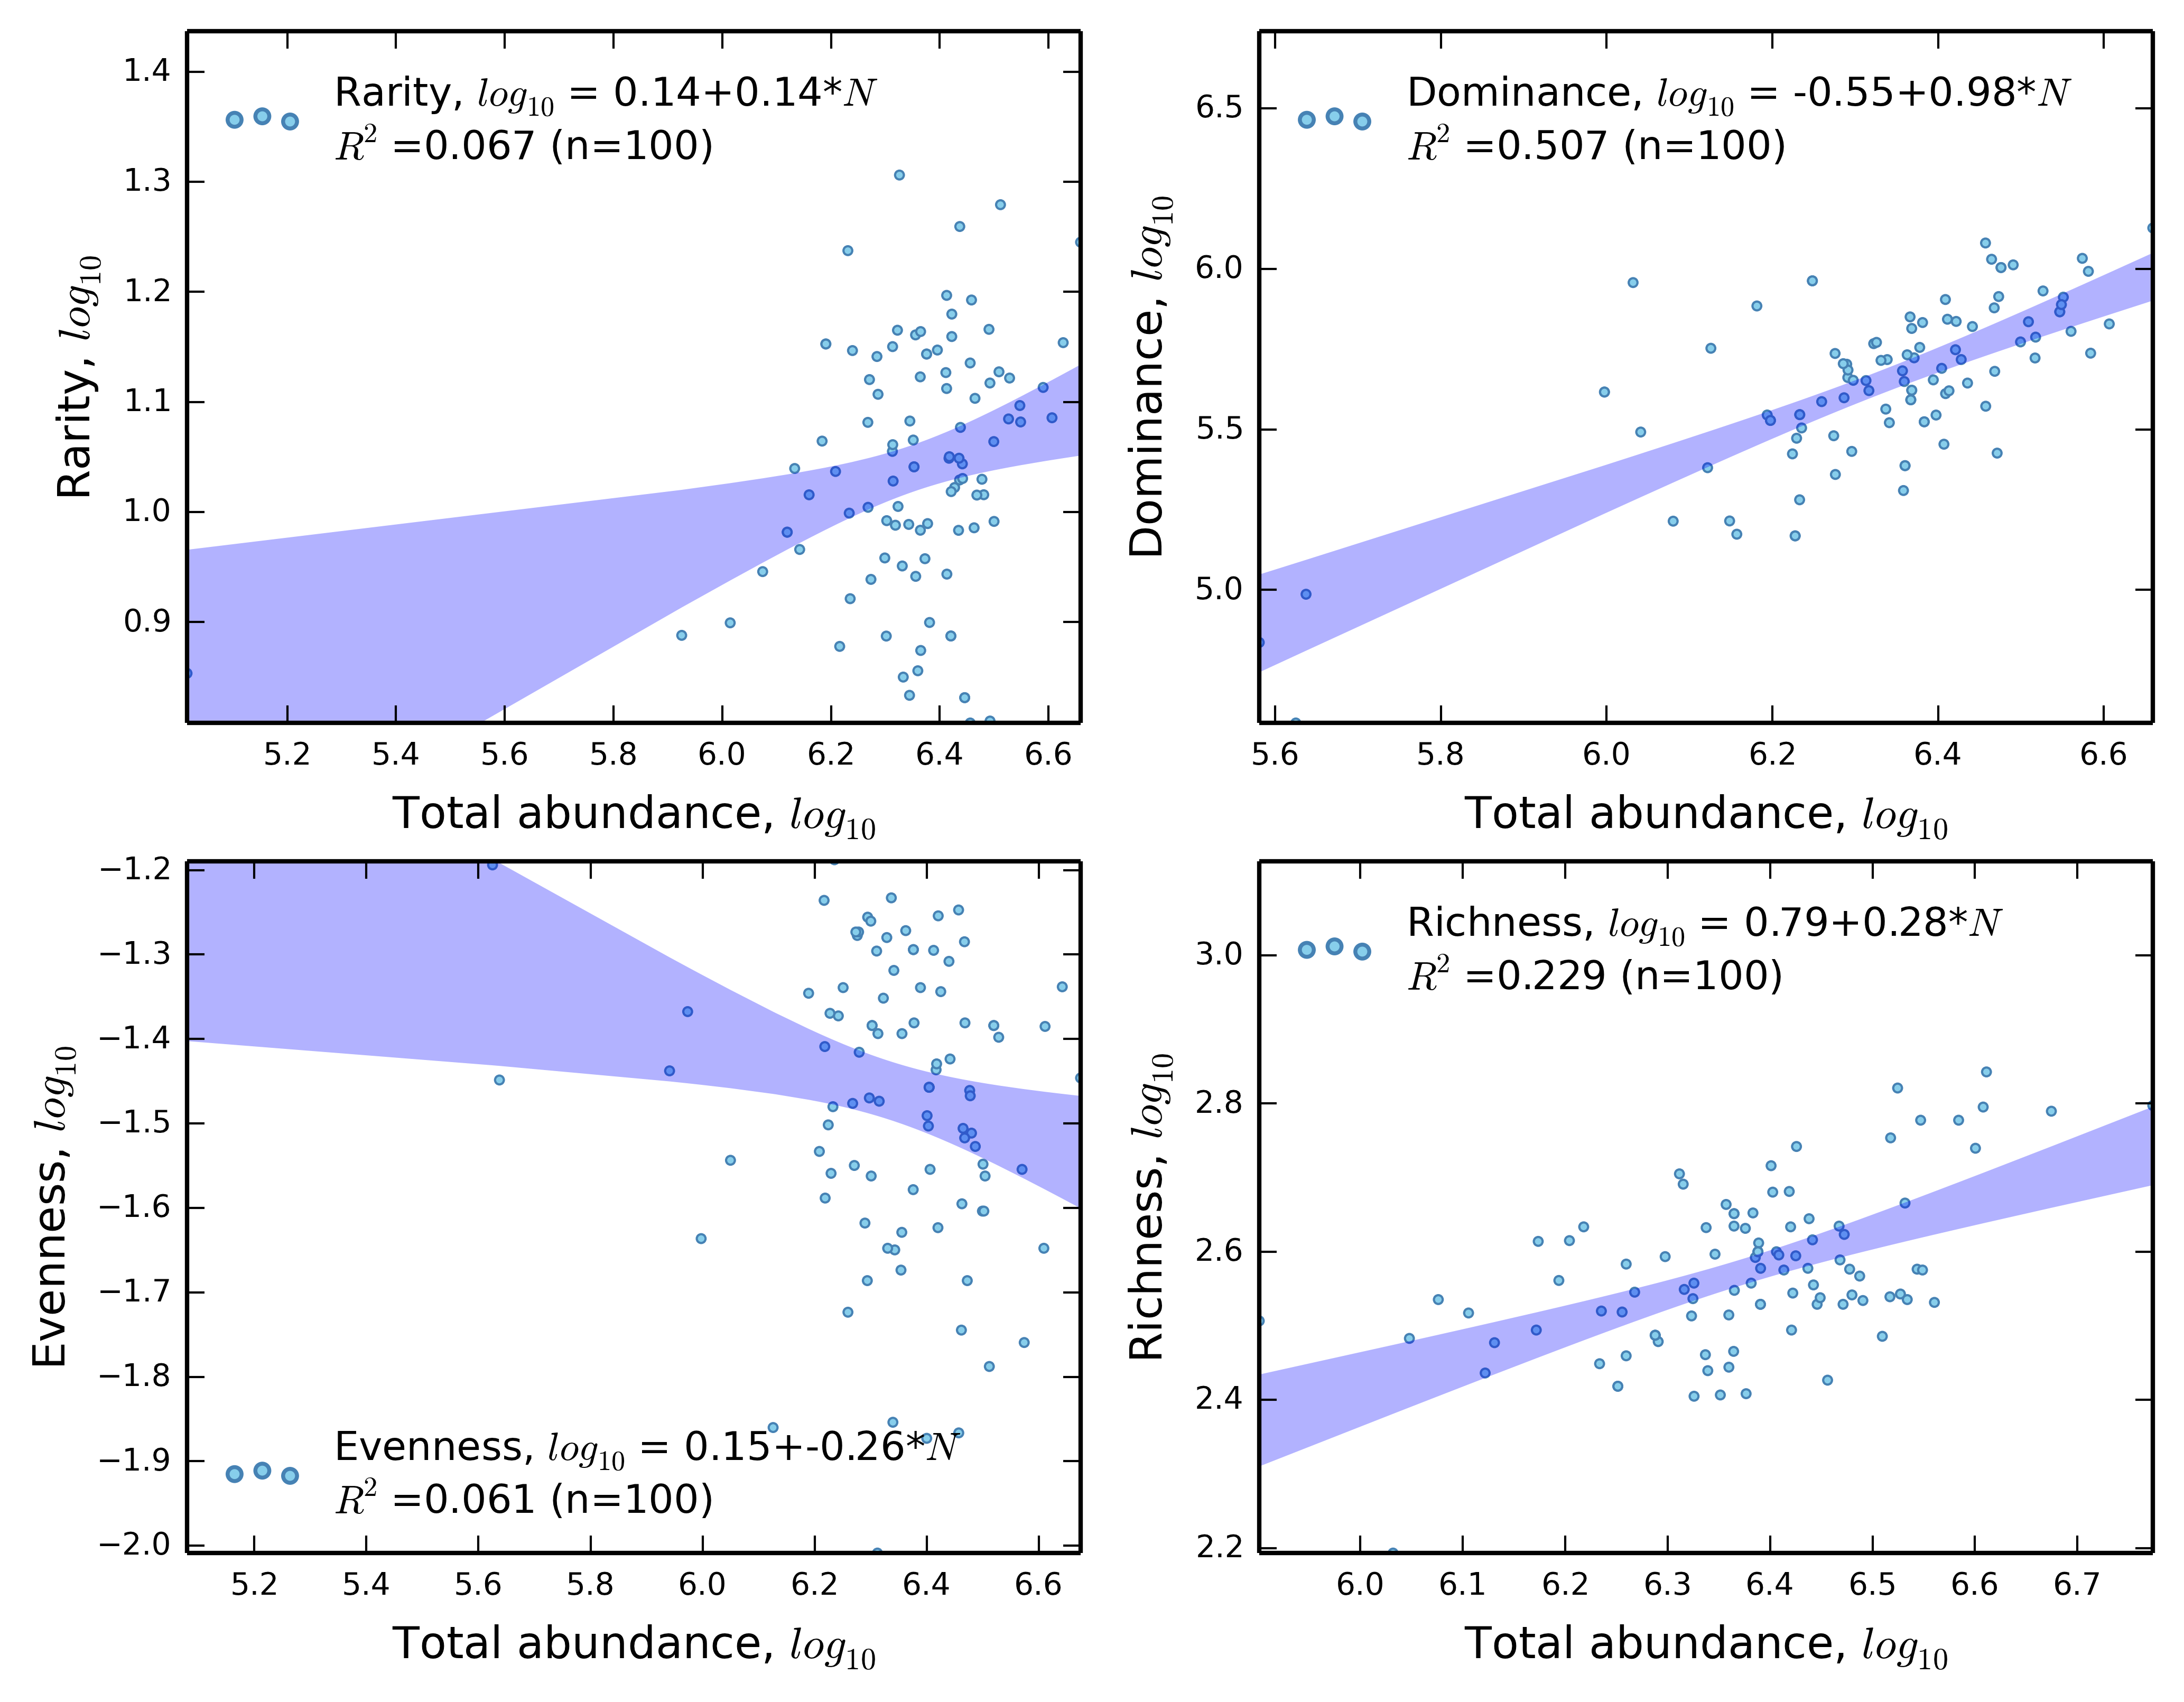 Rarity, log10 = 0.14+0.14*N
R2 =0.067 (n=100)
1.4
1.3
1.2
1.1
1.0
0.9
Rarity, log10
5.2 5.4 5.6 5.8 6.0 6.2 6.4 6.6
Total abundance, log10
Dominance, log10 = -0.55+0.98*N
R2 =0.507 (n=100)
6.5
6.0
5.5
5.0
Dominance, log10
5.6 5.8 6.0 6.2 6.4 6.6
Total abundance, log10
−1.2
−1.3
−1.4
−1.5
−1.6
−1.7
−1.8
−1.9
−2.0
Evenness, log10
Evenness, log10 = 0.15+-0.26*N
R2 =0.061 (n=100)
5.2 5.4 5.6 5.8 6.0 6.2 6.4 6.6
Total abundance, log10
Richness, log10 = 0.79+0.28*N
R2 =0.229 (n=100)
3.0
2.8
2.6
2.4
2.2
Richness, log10
6.0 6.1 6.2 6.3 6.4 6.5 6.6 6.7
Total abundance, log10